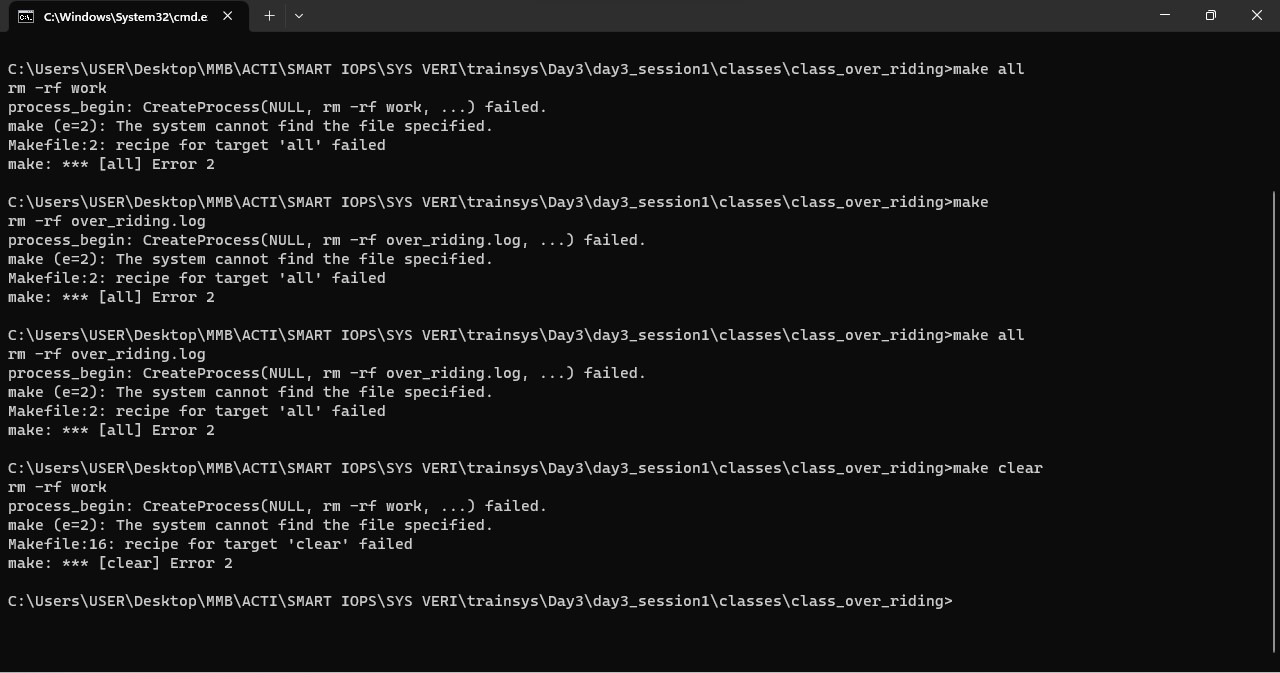 C:\Windows\System32\cmd.e
C:\Users\USER\Desktop\MMB\ACTI\SMART IOPS\SYS VERI\trainsys\Day3\day3_session1\classes\class_over_riding>make all
rm -rf work
process_begin: CreateProcess(NULL, rm -rf work, ...) failed.
make (e=2): The system cannot find the file specified.
Makefile:2: recipe for target 'all' failed
make: *** [all] Error 2
C:\Users\USER\Desktop\MMB\ACTI\SMART IOPS\SYS VERI\trainsys\Day3\day3_session1\classes\class_over_riding>make
rm -rf over_riding.log
process_begin: CreateProcess(NULL, rm -rf over_riding.log, ...) failed.
make (e=2): The system cannot find the file specified.
Makefile:2: recipe for target 'all' failed
make: *** [all] Error 2
C:\Users\USER\Desktop\MMB\ACTI\SMART IOPS\SYS VERI\trainsys\Day3\day3_session1\classes\class_over_riding>make all
rm -rf over_riding.log
process_begin: CreateProcess(NULL, rm -rf over_riding.log, ...) failed.
make (e=2): The system cannot find the file specified.
Makefile:2: recipe for target 'all' failed
make: *** [all] Error 2
C:\Users\USER\Desktop\MMB\ACTI\SMART IOPS\SYS VERI\trainsys\Day3\day3_session1\classes\class_over_riding>make clear
rm -rf work
process_begin: CreateProcess(NULL, rm -rf work, ...) failed.
make (e=2): The system cannot find the file specified.
Makefile:16: recipe for target 'clear' failed
make: *** [clear] Error 2
C:\Users\USER\Desktop\MMB\ACTI\SMART IOPS\SYS VERI\trainsys\Day3\day3_session1\classes\class_over_riding>